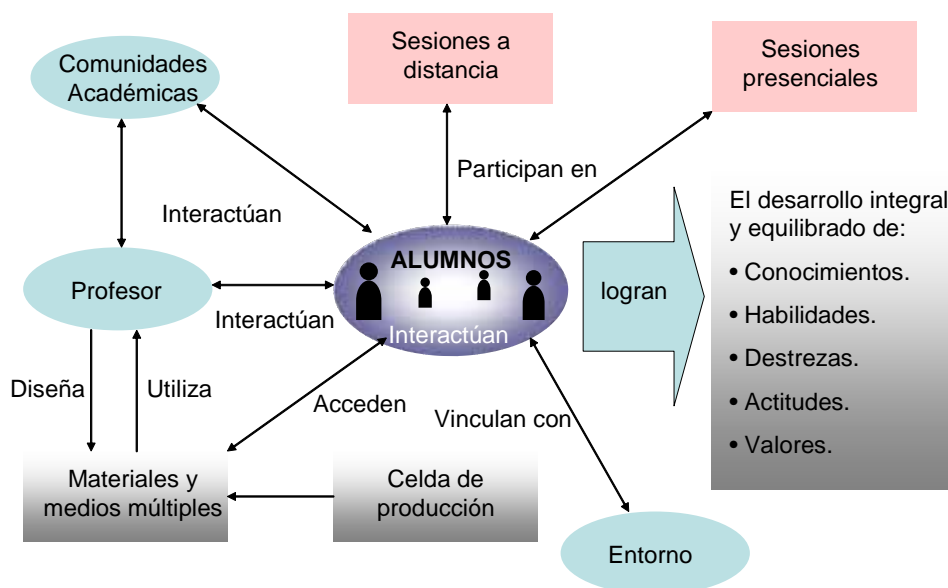 Comunidades
Académicas
Sesiones a
distancia
Sesiones
presenciales
Participan en
Interactúan
El desarrollo integral
y equilibrado de:
• Conocimientos.
• Habilidades.
• Destrezas.
• Actitudes.
• Valores.
ALUMNOS
Interactúan
logran
Profesor
Interactúan
Diseña
Utiliza
Acceden
Vinculan con
Materiales y
medios múltiples
Celda de
producción
Entorno